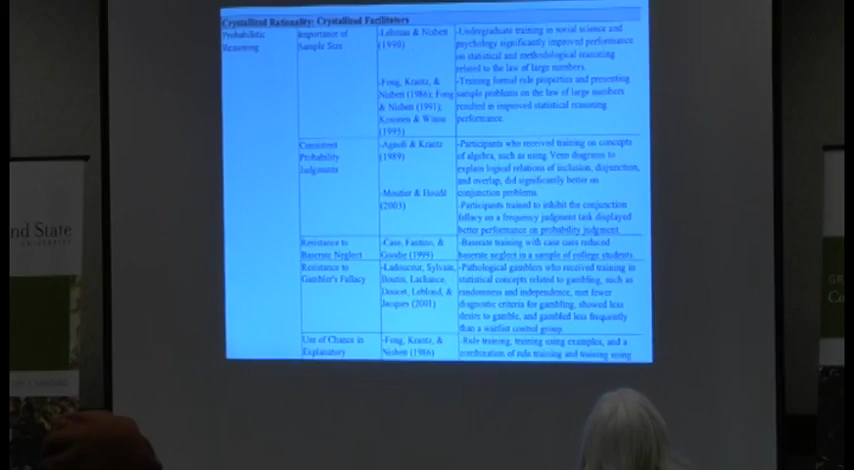 Crystallized Rationality: Crystallized Facilitators
Probabilistic
Reasoning
Importance of
Sample Size
-Lehman & Nisbett
(1990)
-Undergraduate training in social science and
psychology significantly improved performance
on statistical and methodological reasoning
related to the law of large numbers.
-Fong, Krantz, &
Nisbett (1986); Fong
& Nisbett (1991);
(1995)
-Training formal rule properties and presenting
sample problems on the law of large numbers
resulted in improved statistical reasoning
performance.
Consistent
Probability
Judgments
-Agnoli & Krantz
(1989)
-Participants who received training on concepts
of algebra, such as using Venn diagrams to
explain logical relations of inclusion, disjunction,
and overlap, did significantly better on
conjunction problems.
-Moutier & Houdé
(2003)
-Participants trained to inhibit the conjunction
fallacy on a frequency judgment task displayed
better performance on probability judgment.
Resistance to
Baserate Neglect
-Case, Fantino, &
Goodie (1999)
-Baserate training with case cues reduced
baserate neglect in a sample of college students.
Resistance to
Gambler's Fallacy
-Ladouceur, Sylvain,
Boutin, Lachance,
Doucet, Leblond, &
Jacques (2001)
-Pathological gamblers who received training in
statistical concepts related to gambling, such as
randomness and independence, met fewer
diagnostic criteria for gambling, showed less
desire to gamble, and gambled less frequently
than a waitlist control group.
Use of Chance in
Explanatory
-Fong, Krantz, &
Nisbett (1986)
-Rule training, training using examples, and a
combination of rule training and training using
nd State
UNIVERSITY